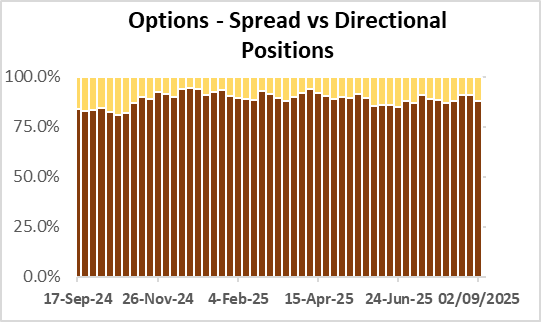 Options - Spread vs Directional
Positions
100.0%
75.0%
50.0%
25.0%
0.0%
17-Sep-24 26-Nov-24 4-Feb-25 15-Apr-25 24-Jun-25 02/09/2025